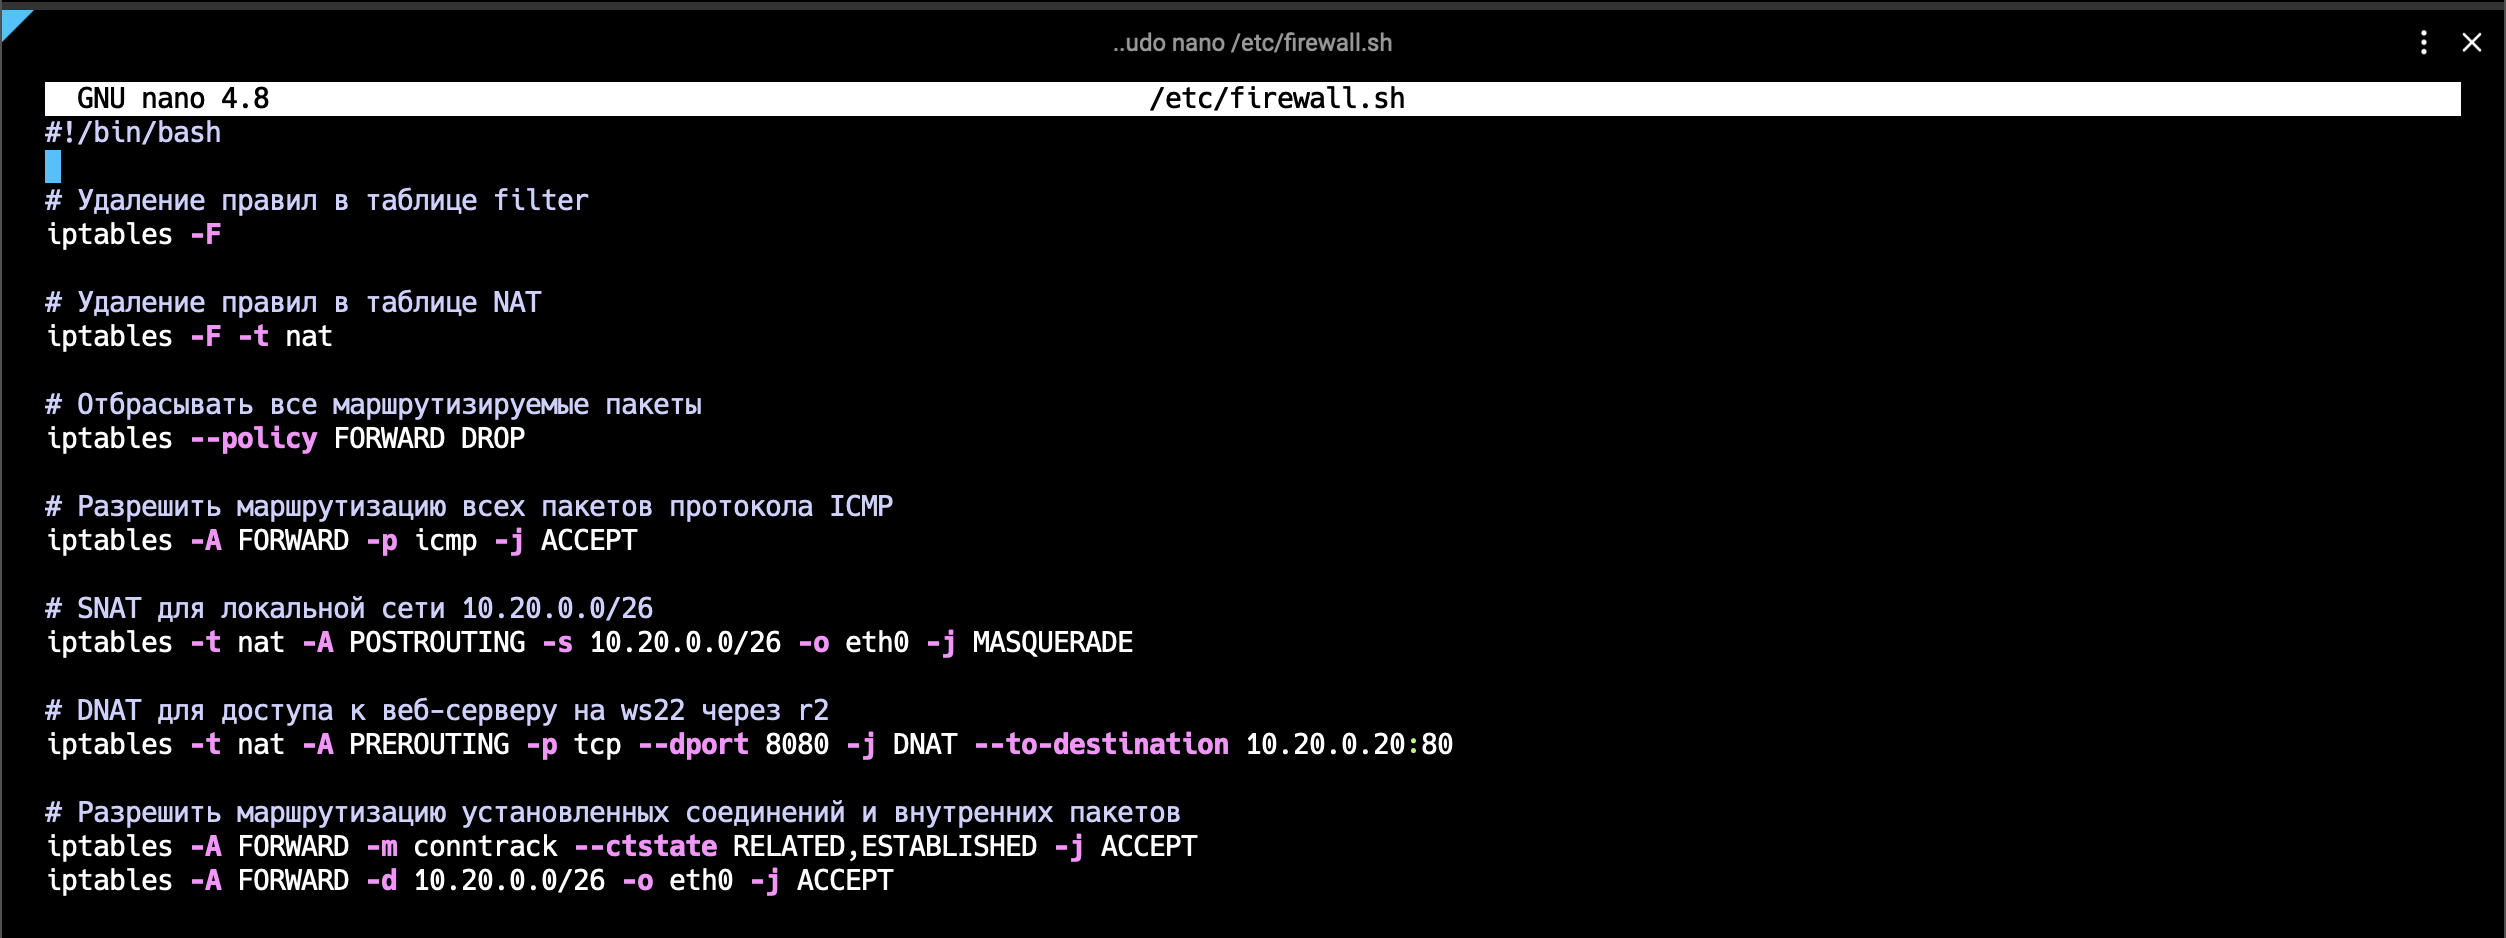 ..udo nano /etc/firewall.sh
GNU nano 4.8 /etc/firewall.sh
#!/bin/bash
# Удаление правил в таблице filter
iptables -F
# Удаление правил в таблице NAT
iptables -F -t nat
# Отбрасывать все маршрутизируемые пакеты
iptables --policy FORWARD DROP
# Разрешить маршрутизацию всех пакетов протокола ICMP
iptables -A FORWARD -p icmp -j ACCEPT
# SNAT для локальной сети 10.20.0.0/26
iptables -t nat -A POSTROUTING -s 10.20.0.0/26 -o eth0 -j MASQUERADE
# DNAT для доступа к веб-серверу на ws22 через r2
iptables -t nat -A PREROUTING -p tcp --dport 8080 -j DNAT --to-destination 10.20.0.20:80
# Разрешить маршрутизацию установленных соединений и внутренних пакетов
iptables -A FORWARD -m conntrack --ctstate RELATED,ESTABLISHED -j ACCEPT
iptables -A FORWARD -d 10.20.0.0/26 -o eth0 -j ACCEPT